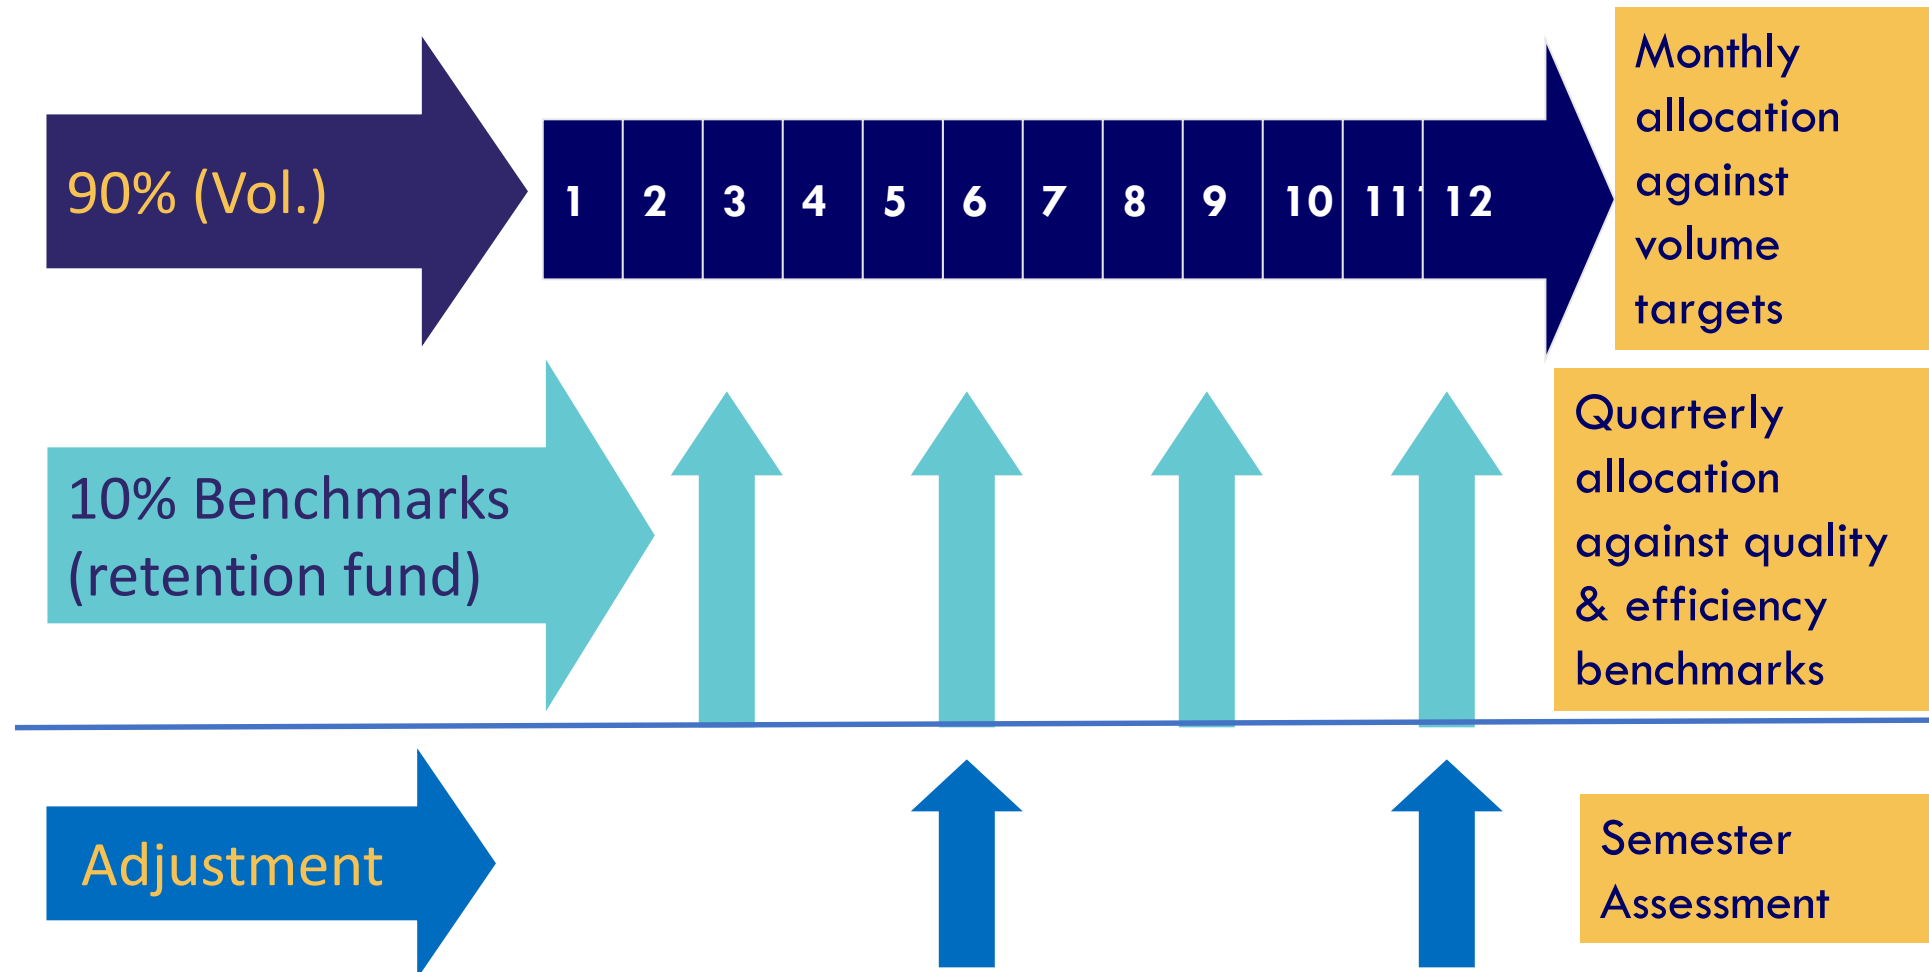 90% (Vol.)
1 2 3 4 5 6 7 8 9 10 11 12
Monthly
allocation
against
volume
targets
10% Benchmarks
(retention fund)
Quarterly
allocation
against quality
& efficiency
benchmarks
Adjustment
Semester
Assessment